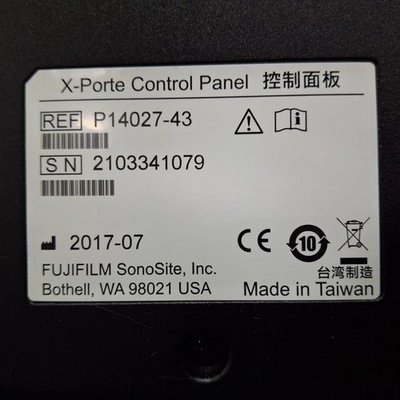 X-Porte Control Panel 控制面板
REF P14027-43
SN 2103341079
2017-07
CE 10
FUJIFILM SonoSite, Inc.
台湾制造
Bothell, WA 98021 USA
Made in Taiwan